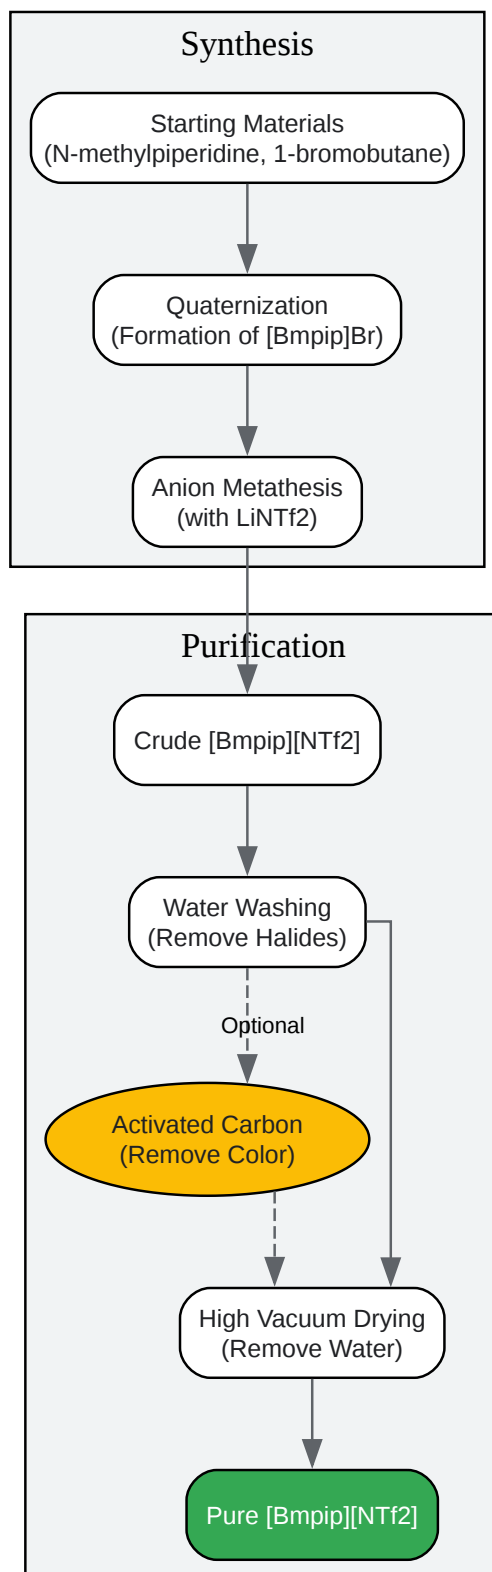 Synthesis
Starting Materials
(N-methylpiperidine, 1-bromobutane)
Quaternization
(Formation of [Bmpip]Br)
Anion Metathesis
(with LiNTf2)
Purification
Crude [Bmpip][NTf2]
Water Washing
(Remove Halides)
Optional
Activated Carbon
(Remove Color)
High Vacuum Drying
(Remove Water)
Pure [Bmpip][NTf2]